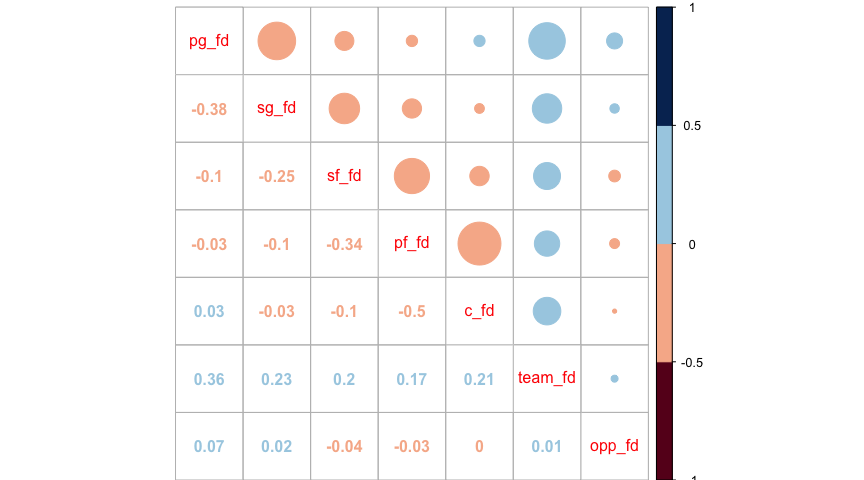 1
pg_fd
-0.38 sg_fd
0.5
-0.1 -0.25 sf_fd
-0.03 -0.1 -0.34 pf_fd
0
0.03 -0.03 -0.1 -0.5 c_fd
-0.5
0.36 0.23 0.2 0.17 0.21 team_fd
0.07 0.02 -0.04 -0.03 0 0.01 opp_fd
-1